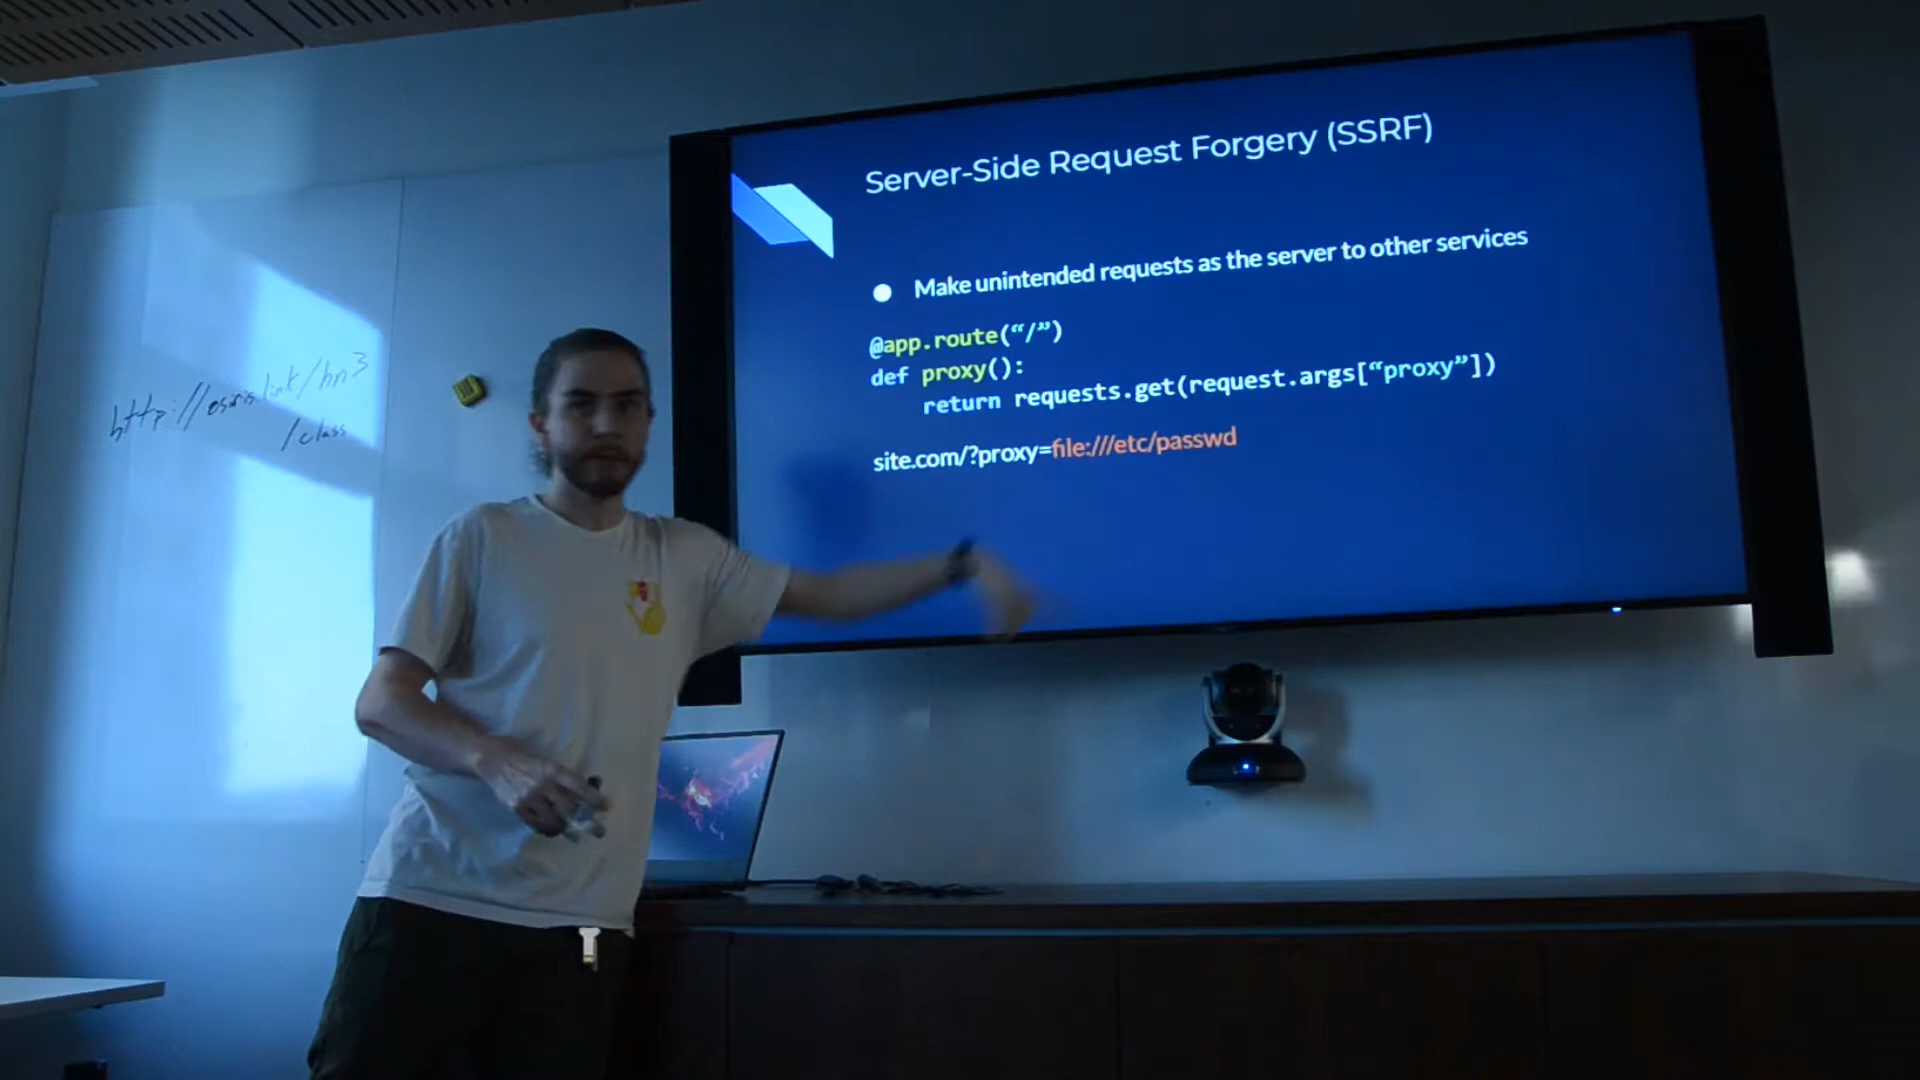 Server-Side Request Forgery (SSRF)
● Make unintended requests as the server to other services
@app.route(“/”)
def proxy():
    return requests.get(request.args[“proxy”])
site.com/?proxy=file:///etc/passwd
http://osiris.link/hn3
/class